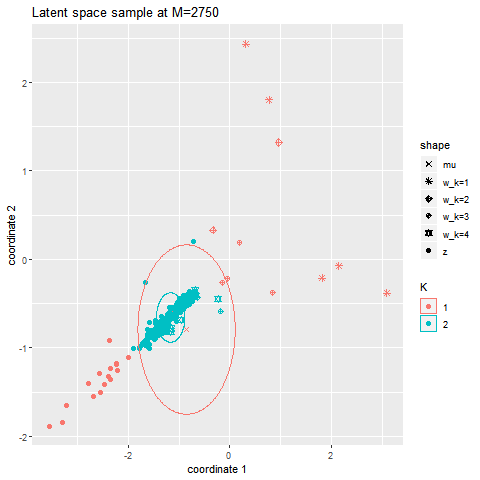 Latent space sample at M=2750
2
1
0
-1
-2
coordinate 2
-2
0
2
coordinate 1
shape
mu
w_k=1
w_k=2
w_k=3
w_k=4
z
K
1
2